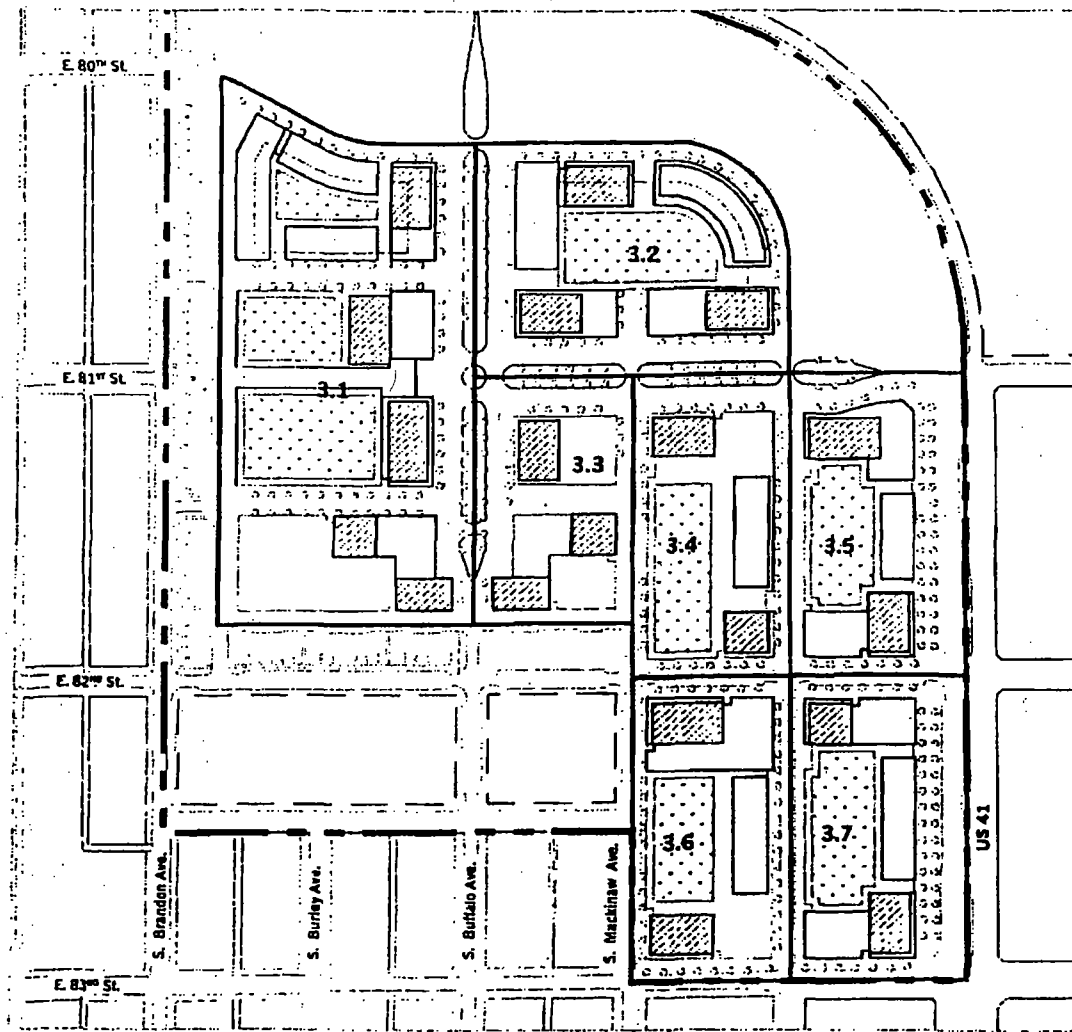 E. 80TH St.
3.2
E. 81ST St.
3.1
3.3
3.4
3.5
E. 82ND St.
3.6
3.7
US 41
S. Brandon Ave.
S. Burley Ave.
S. Buffalo Ave.
S. Mackinaw Ave.
E. 83RD St.